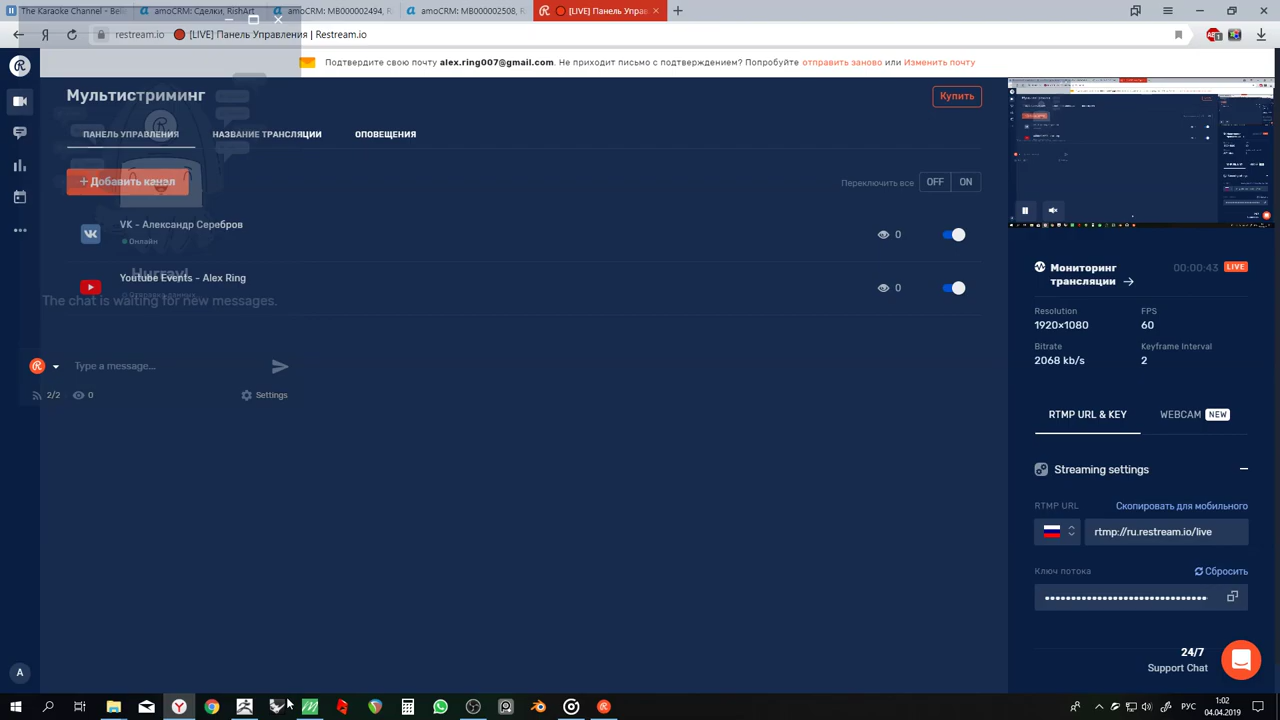 The Karaoke Channel - Sele
amoCRM: Сделки, RishArt
amoCRM: MB000002494, R
amoCRM: MB000002508, R
[LIVE] Панель Управ
restream.io
[LIVE] Панель Управления | Restream.io
Подтвердите свою почту alex.ring007@gmail.com. Не приходит письмо с подтверждением? Попробуйте отправить заново или Изменить почту
Мультистриминг
Купить
ПАНЕЛЬ УПРАВЛЕНИЯ
НАЗВАНИЕ ТРАНСЛЯЦИИ
ОПОВЕЩЕНИЯ
+ Добавить канал
Переключить все
OFF
ON
VK - Александр Серебров
Онлайн
0
Hurray!
Youtube Events - Alex Ring
Отправка данных
0
The chat is waiting for new messages.
Type a message...
2/2
0
Settings
Мониторинг трансляции
00:00:43
LIVE
Resolution
1920×1080
FPS
60
Bitrate
2068 kb/s
Keyframe Interval
2
RTMP URL & KEY
WEBCAM NEW
Streaming settings
RTMP URL
Скопировать для мобильного
rtmp://ru.restream.io/live
Ключ потока
Сбросить
24/7
Support Chat
A
РУС
1:02
04.04.2019